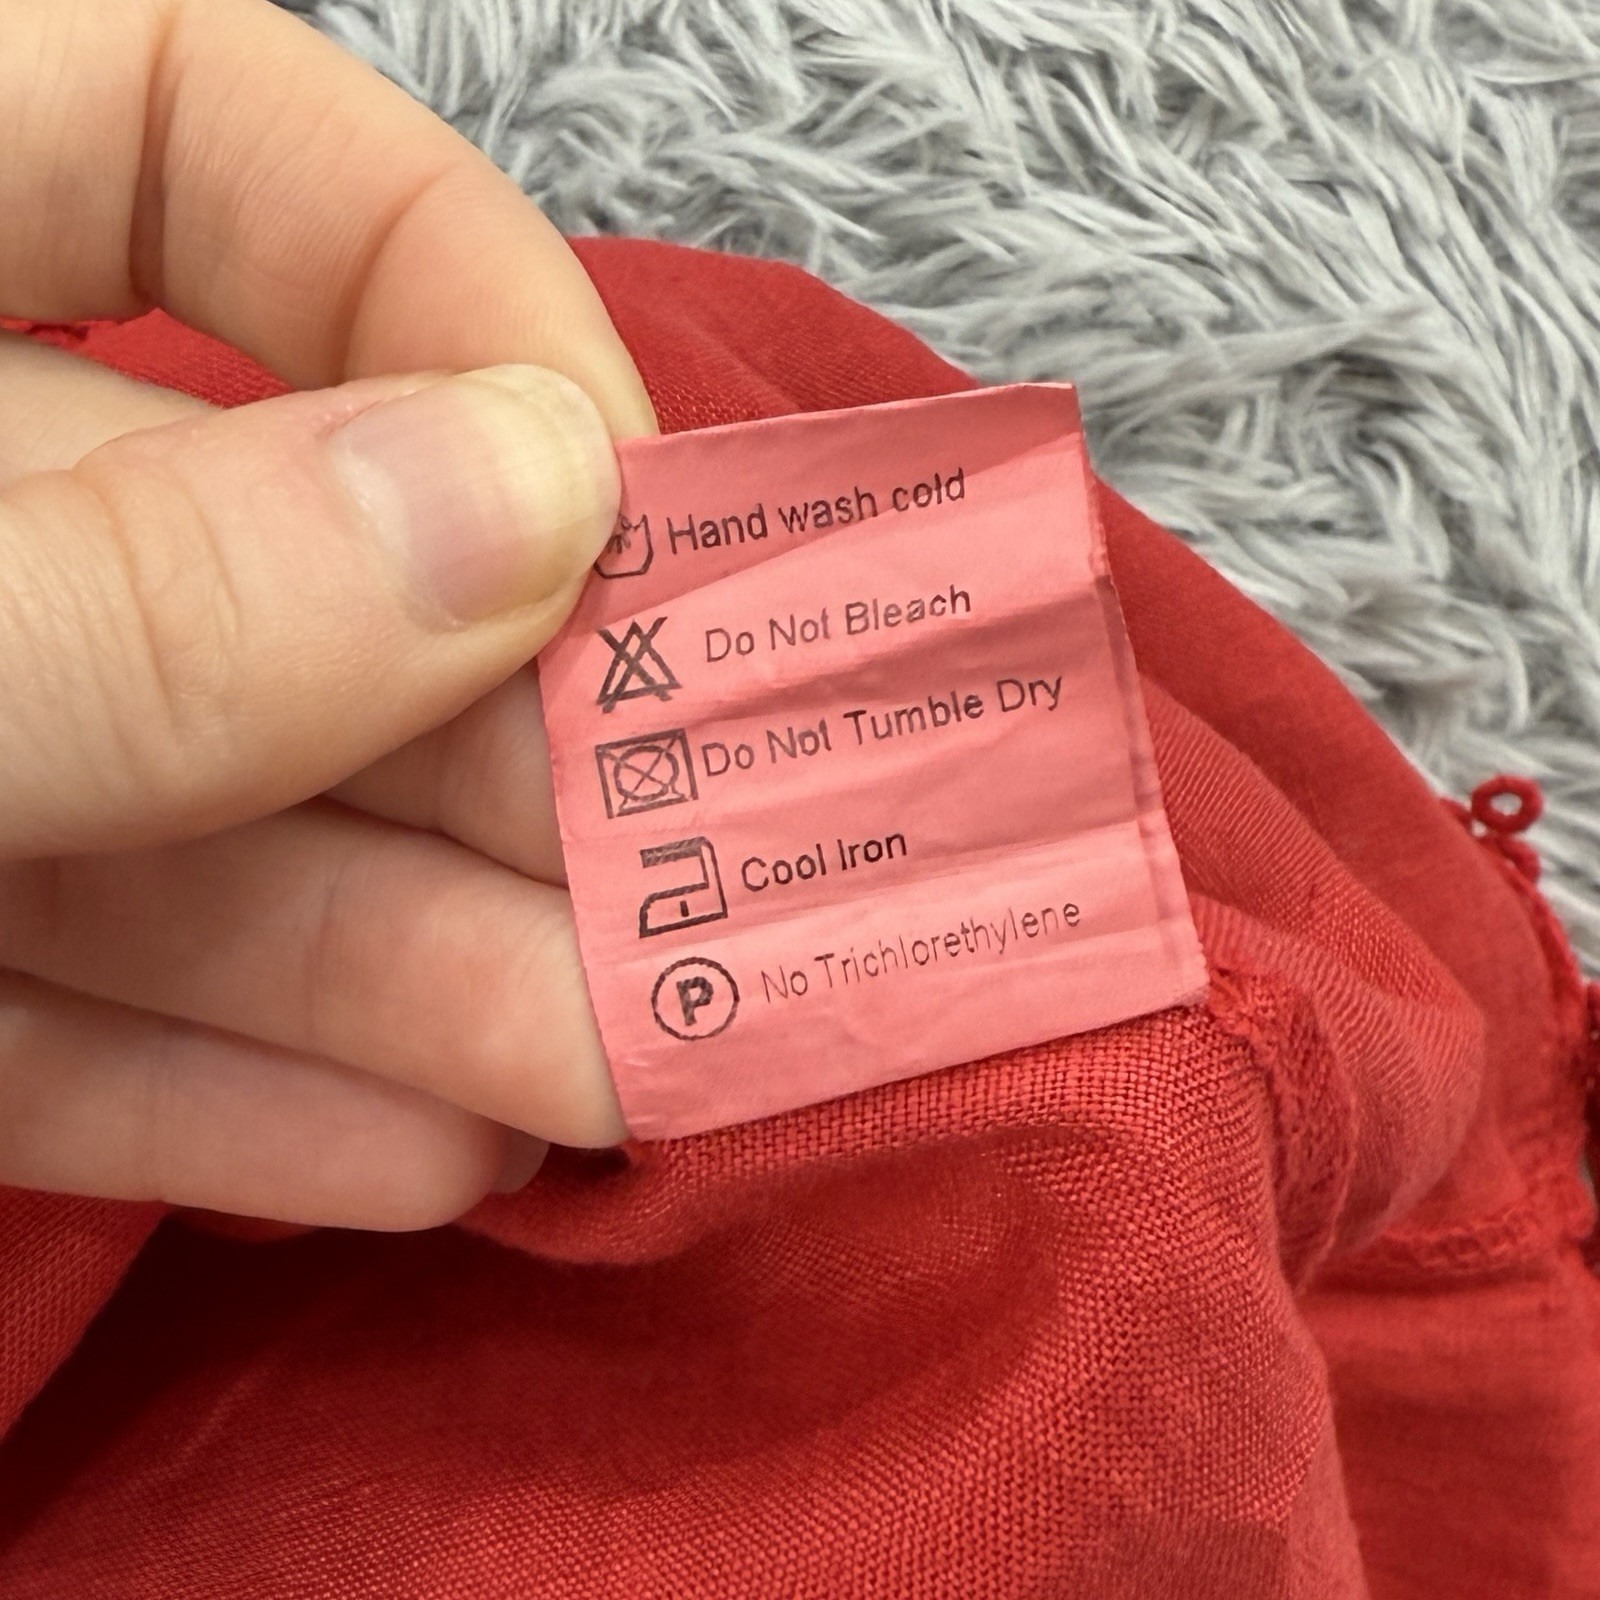 Hand wash cold
Do Not Bleach
Do Not Tumble Dry
Cool Iron
P No Trichlorethylene